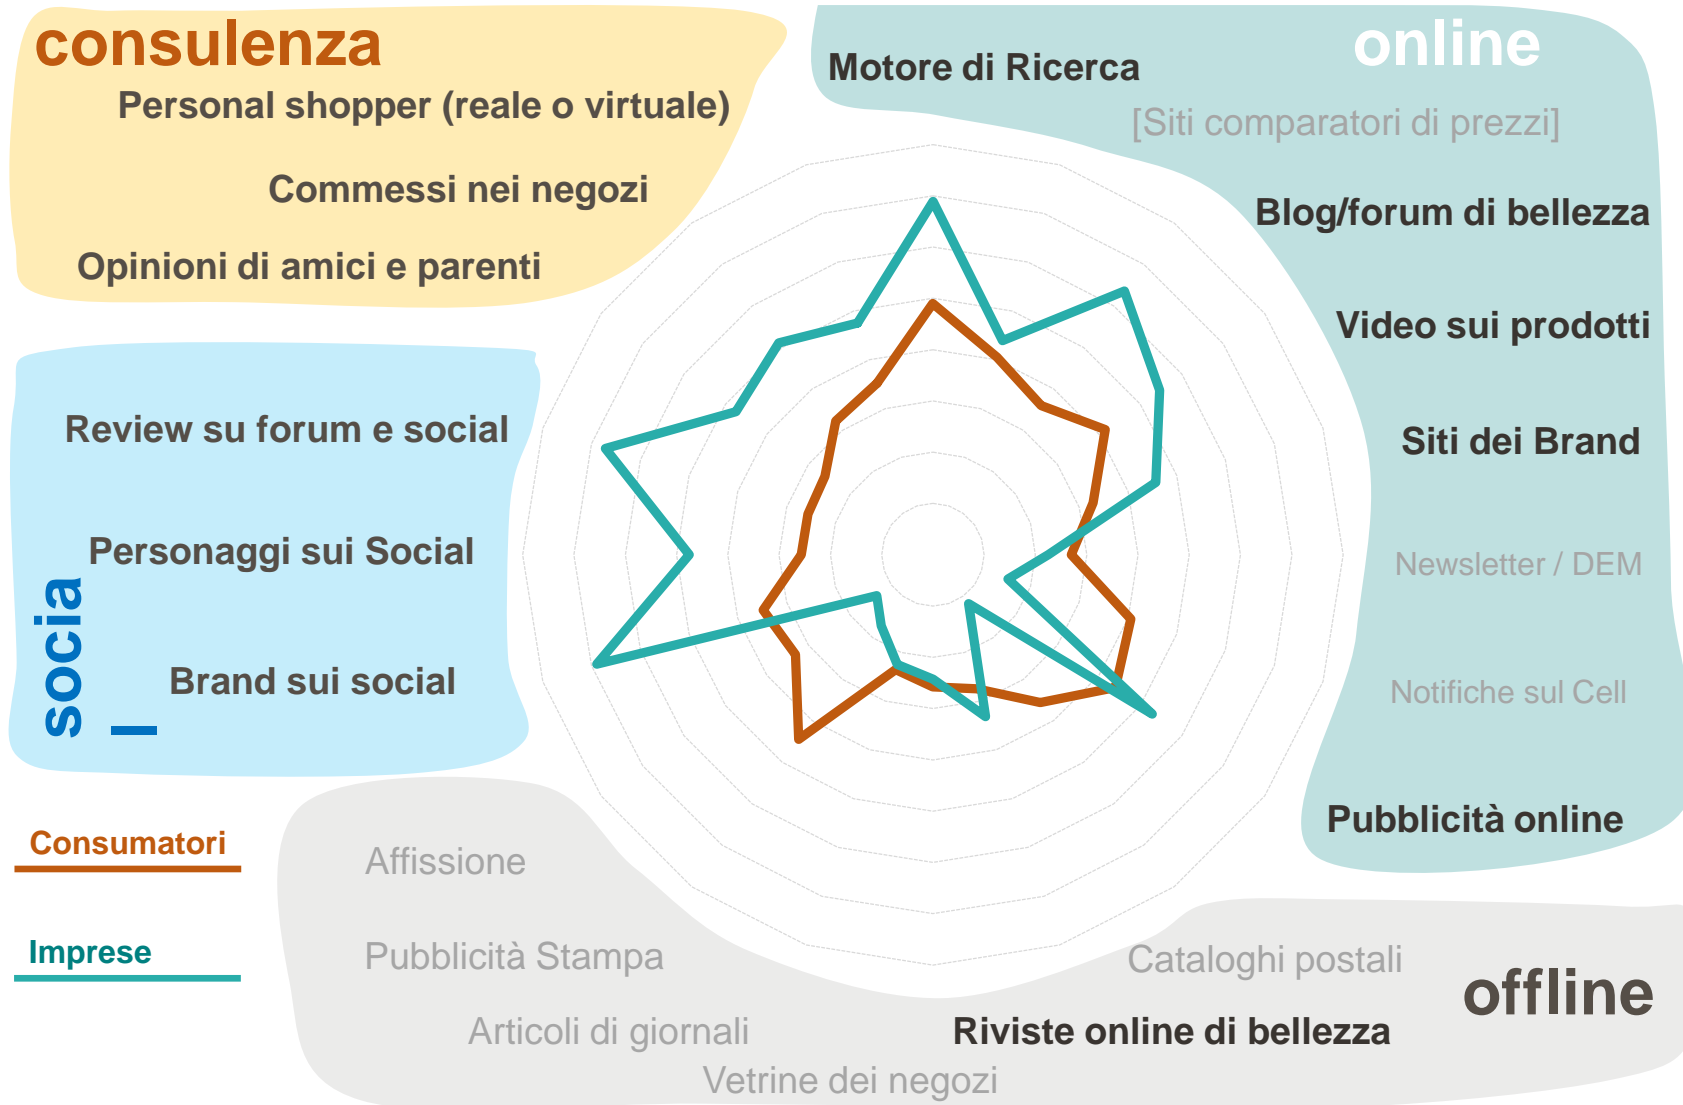 consulenza
Personal shopper (reale o virtuale)
Commessi nei negozi
Opinioni di amici e parenti
online
Motore di Ricerca
[Siti comparatori di prezzi]
Blog/forum di bellezza
Video sui prodotti
Siti dei Brand
Newsletter / DEM
Notifiche sul Cell
Pubblicità online
Review su forum e social
Personaggi sui Social
Brand sui social
socia
l
Consumatori
Imprese
Affissione
Pubblicità Stampa
Articoli di giornali
Vetrine dei negozi
Cataloghi postali
Riviste online di bellezza
offline